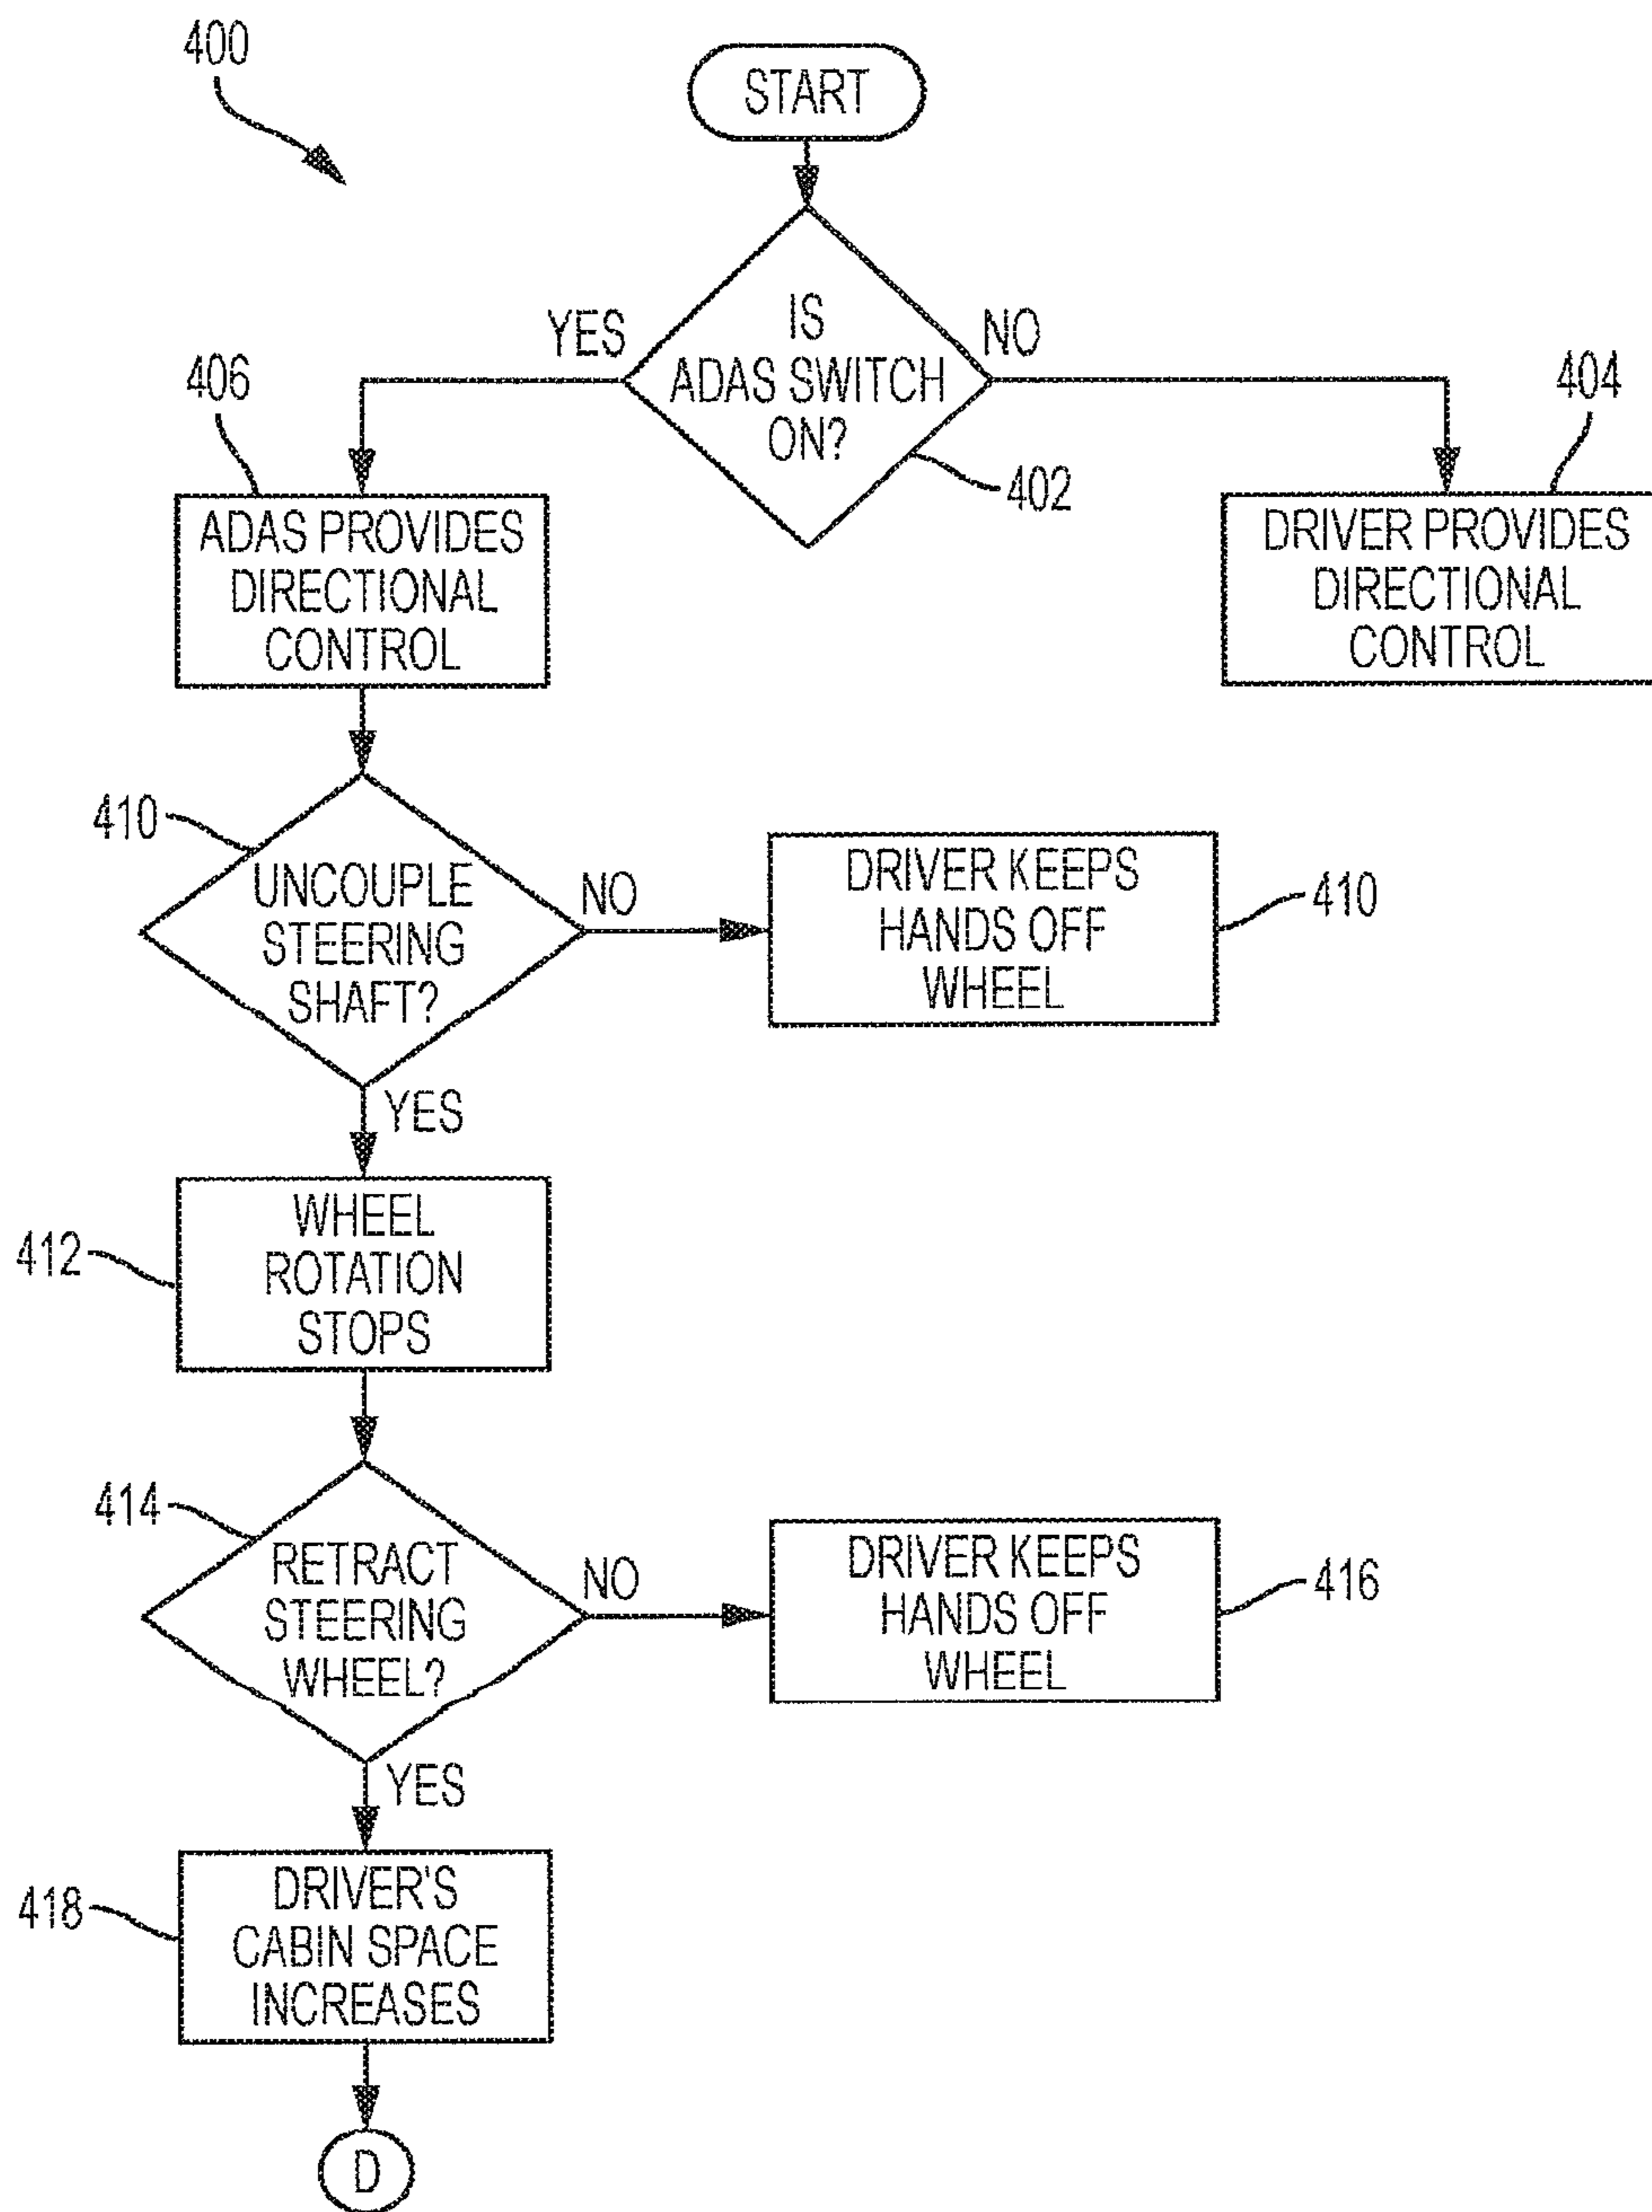 400
START
IS
ADAS SWITCH
ON?
YES
NO
402
406
404
ADAS PROVIDES
DIRECTIONAL
CONTROL
DRIVER PROVIDES
DIRECTIONAL
CONTROL
410
UNCOUPLE
STEERING
SHAFT?
NO
DRIVER KEEPS
HANDS OFF
WHEEL
410
YES
412
WHEEL
ROTATION
STOPS
414
RETRACT
STEERING
WHEEL?
NO
DRIVER KEEPS
HANDS OFF
WHEEL
416
YES
418
DRIVER'S
CABIN SPACE
INCREASES
D